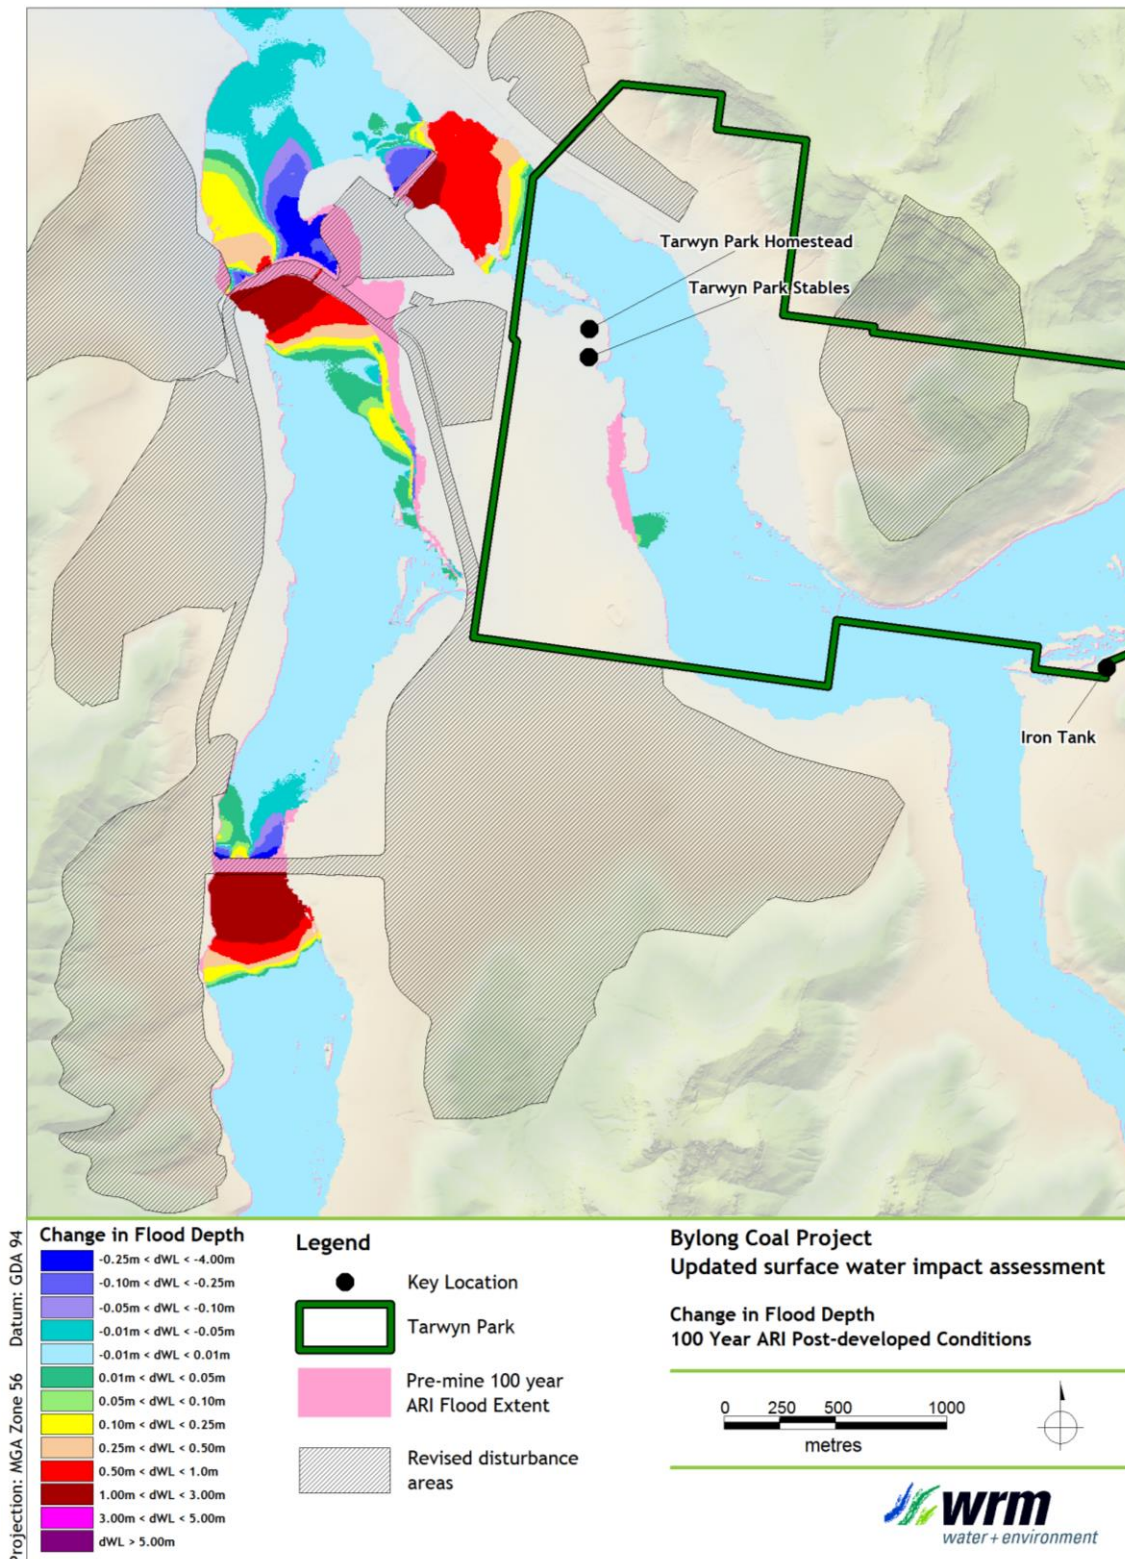 Tarwyn Park Homestead
Tarwyn Park Stables
Iron Tank
Projection: MGA Zone 56 Datum: GDA 94
Change in Flood Depth
-0.25m < dWL < -4.00m
-0.10m < dWL < -0.25m
-0.05m < dWL < -0.10m
-0.01m < dWL < -0.05m
-0.01m < dWL < 0.01m
0.01m < dWL < 0.05m
0.05m < dWL < 0.10m
0.10m < dWL < 0.25m
0.25m < dWL < 0.50m
0.50m < dWL < 1.0m
1.00m < dWL < 3.00m
3.00m < dWL < 5.00m
dWL > 5.00m
Legend
Key Location
Tarwyn Park
Pre-mine 100 year
ARI Flood Extent
Revised disturbance
areas
Bylong Coal Project
Updated surface water impact assessment
Change in Flood Depth
100 Year ARI Post-developed Conditions
0 250 500 1000
metres
wrm
water+environment